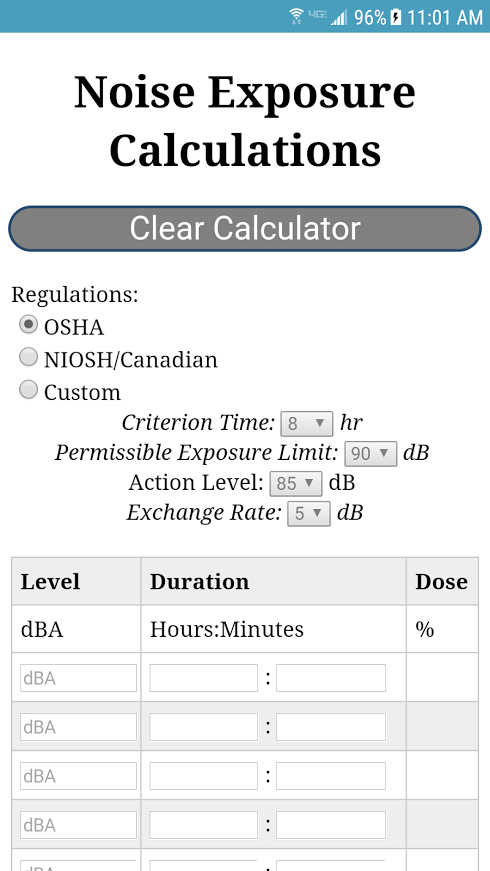 4G 96% 11:01 AM
Noise Exposure
Calculations
Clear Calculator
Regulations:
OSHA
NIOSH/Canadian
Custom
Criterion Time: 8 hr
Permissible Exposure Limit: 90 dB
Action Level: 85 dB
Exchange Rate: 5 dB
Level Duration Dose
dBA Hours:Minutes %
dBA :
dBA :
dBA :
dBA :
dBA :